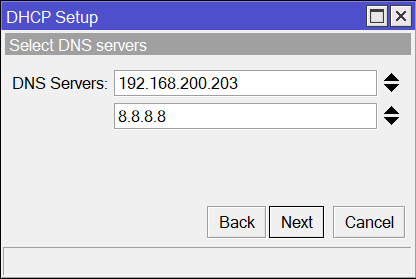 DHCP Setup
Select DNS servers
DNS Servers: 192.168.200.203
8.8.8.8
Back Next Cancel